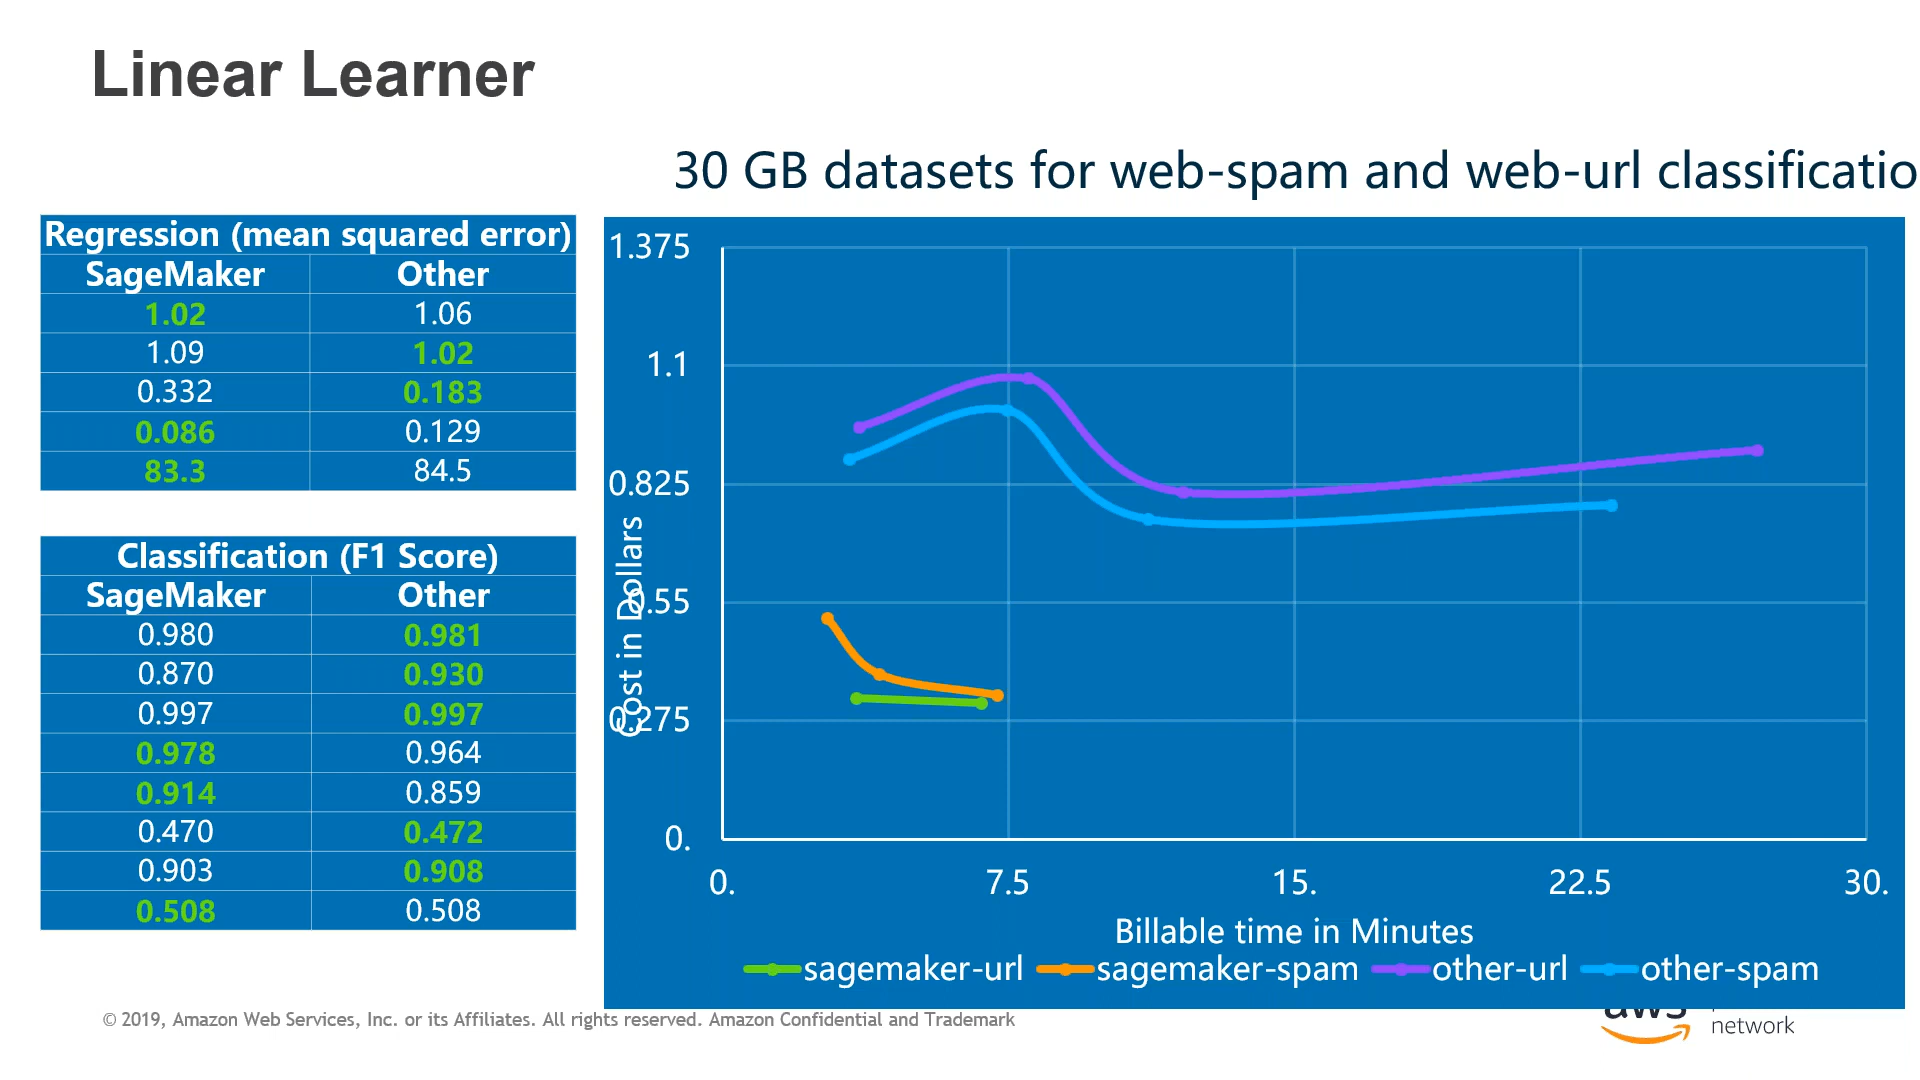 Linear Learner
30 GB datasets for web-spam and web-url classificatio
Regression (mean squared error)
SageMaker Other
1.02 1.06
1.09 1.02
0.332 0.183
0.086 0.129
83.3 84.5
Classification (F1 Score)
SageMaker Other
0.980 0.981
0.870 0.930
0.997 0.997
0.978 0.964
0.914 0.859
0.470 0.472
0.903 0.908
0.508 0.508
1.375
1.1
0.825
0.55
0.275
0.
Cost in Dollars
0. 7.5 15. 22.5 30.
Billable time in Minutes
sagemaker-url sagemaker-spam other-url other-spam
© 2019, Amazon Web Services, Inc. or its Affiliates. All rights reserved. Amazon Confidential and Trademark
aws
network